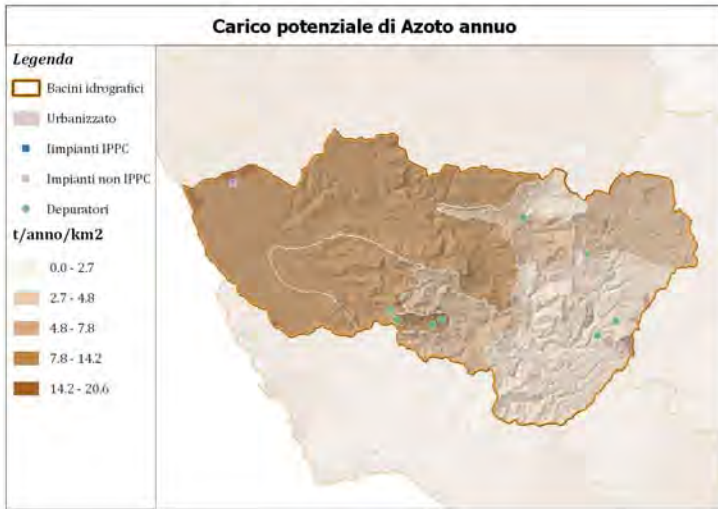 Carico potenziale di Azoto annuo
Legenda
Bacini idrografici
Urbanizzato
Iimpianti IPPC
Impianti non IPPC
Depuratori
t/anno/km2
0.0 - 2.7
2.7 - 4.8
4.8 - 7.8
7.8 - 14.2
14.2 - 20.6